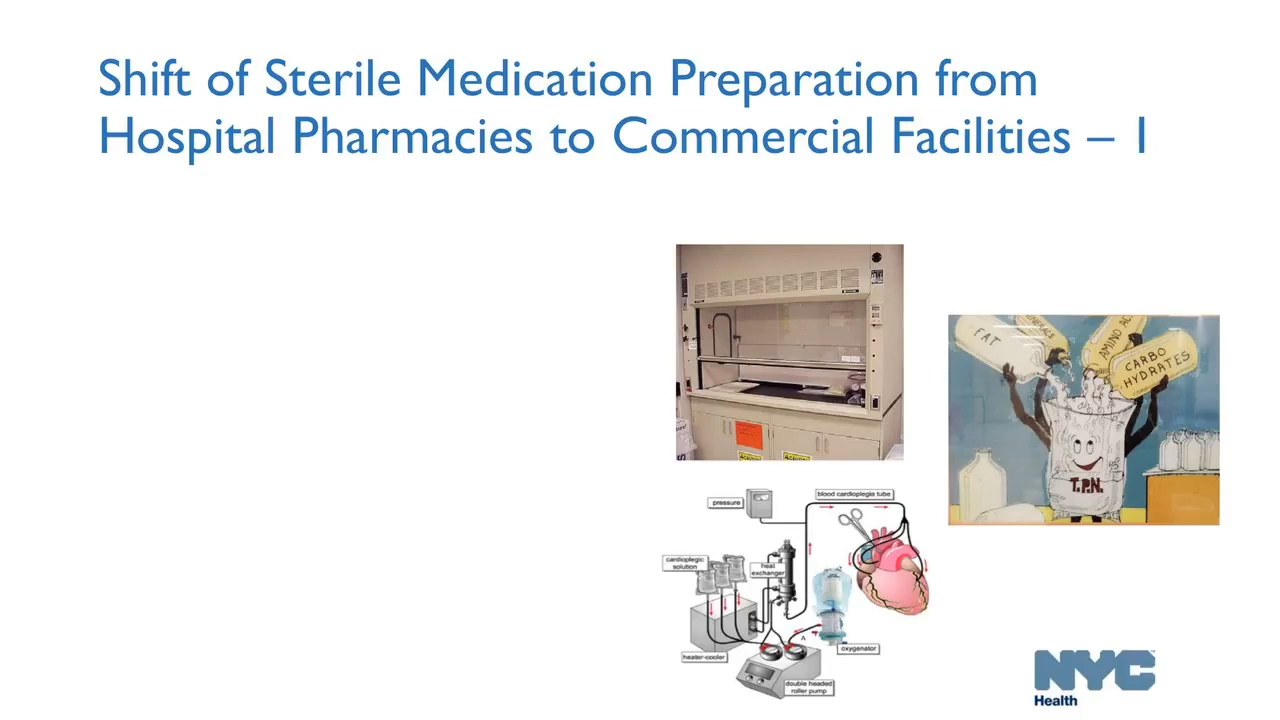 Shift of Sterile Medication Preparation from
Hospital Pharmacies to Commercial Facilities – 1
FAT
AMINO AC
CARBO
HYDRATES
T.P.N.
pressure
blood cardioplegia tube
cardioplegic
solution
heat
exchanger
A
oxygenator
heater-cooler
double headed
roller pump
NYC
Health